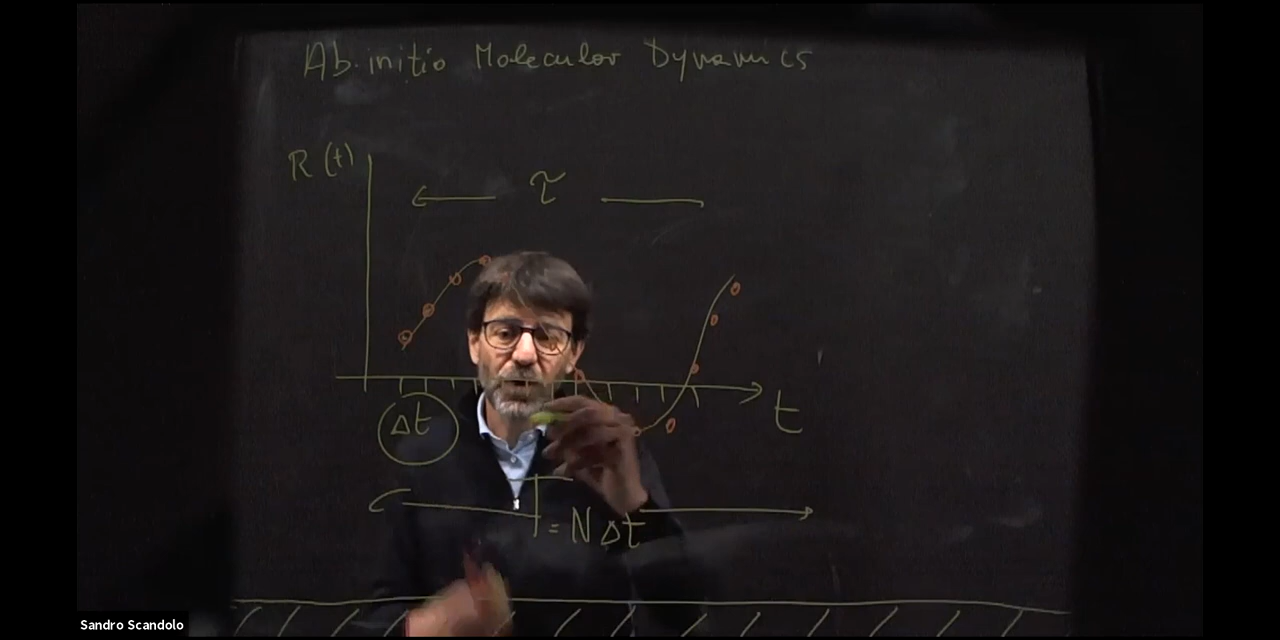 Ab-initio Molecular Dynamics
R(t)
τ
Δt
t
T = N Δt
Sandro Scandolo